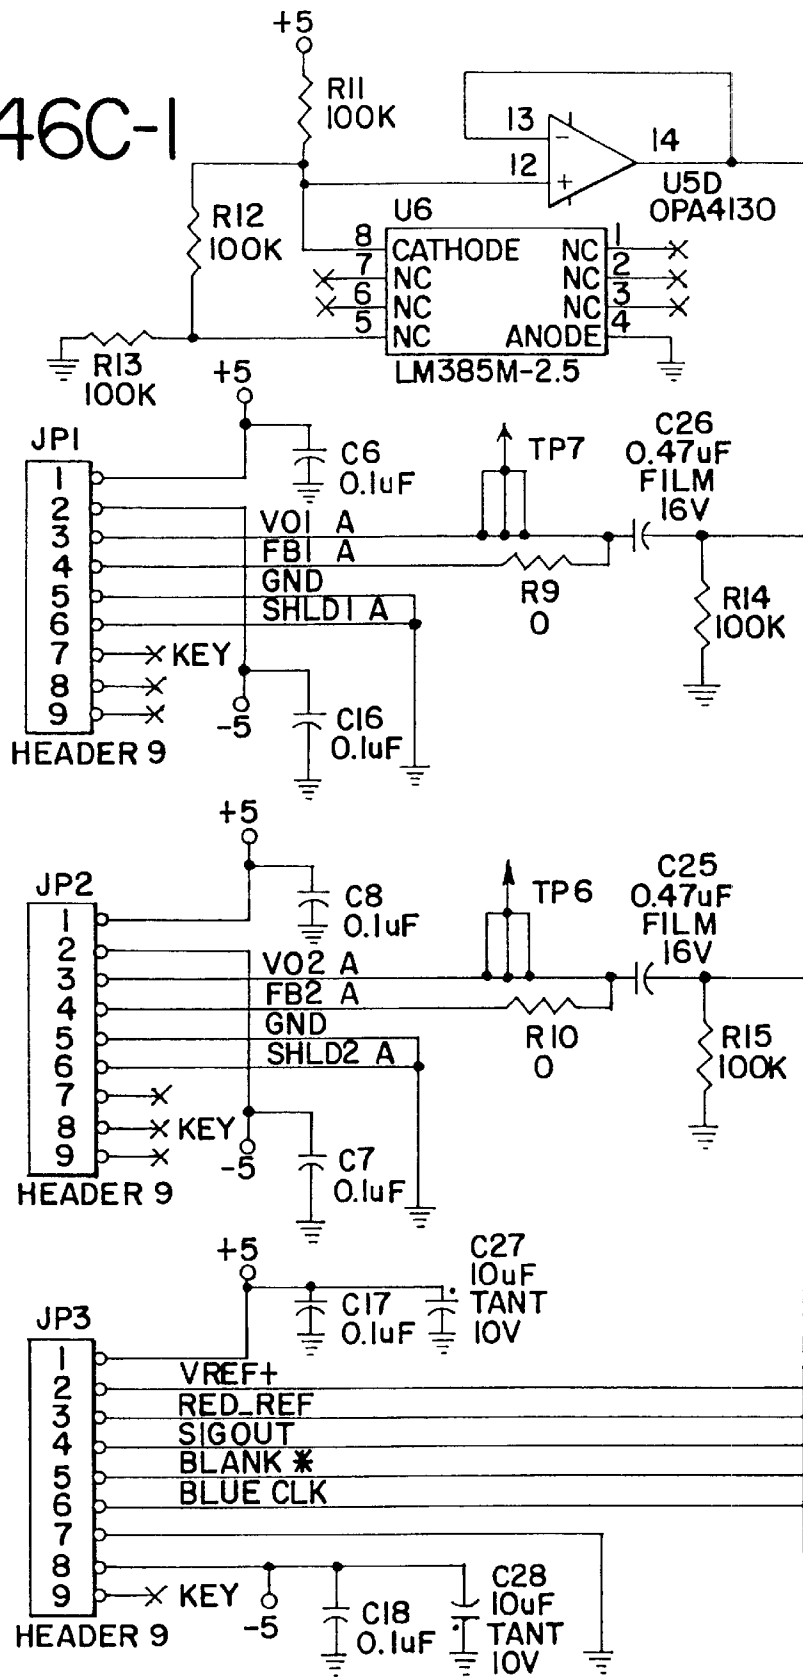 46C-1
+5
R11
100K
13
12
14
-
+
U5D
OPA4130
R12
100K
U6
8
7
6
5
CATHODE
NC
NC
NC
NC
NC
NC
ANODE
1
2
3
4
LM385M-2.5
R13
100K
+5
JP1
1
2
3
4
5
6
7
8
9
HEADER 9
C6
0.1uF
VO1 A
FB1 A
GND
SHLD1 A
KEY
-5
C16
0.1uF
TP7
R9
0
C26
0.47uF
FILM
16V
R14
100K
+5
JP2
1
2
3
4
5
6
7
8
9
HEADER 9
C8
0.1uF
VO2 A
FB2 A
GND
SHLD2 A
KEY
-5
C7
0.1uF
TP6
R10
0
C25
0.47uF
FILM
16V
R15
100K
+5
JP3
1
2
3
4
5
6
7
8
9
HEADER 9
C17
0.1uF
C27
10uF
TANT
10V
VREF+
RED_REF
SIGOUT
BLANK *
BLUE CLK
KEY
-5
C18
0.1uF
C28
10uF
TANT
10V